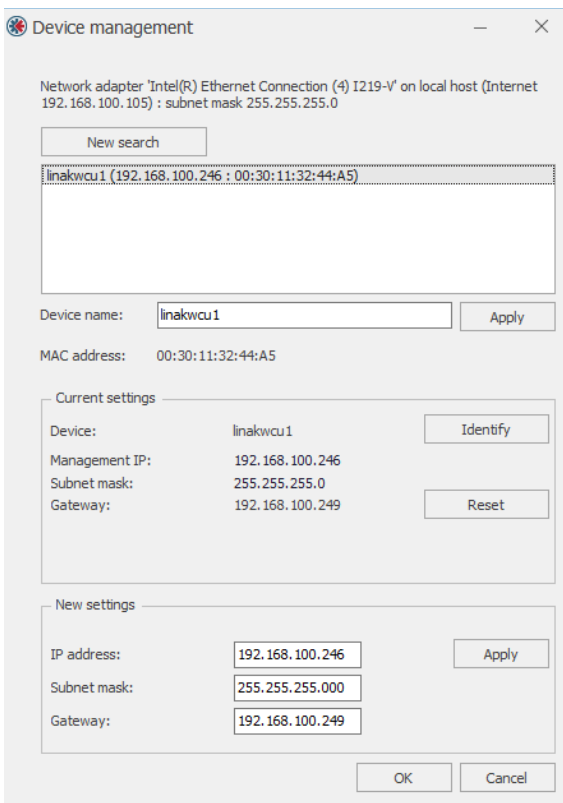 Device management
Network adapter 'Intel(R) Ethernet Connection (4) I219-V' on local host (Internet
192.168.100.105) : subnet mask 255.255.255.0
New search
linakwcu1 (192.168.100.246 : 00:30:11:32:44:A5)
Device name: linakwcu1 Apply
MAC address: 00:30:11:32:44:A5
Current settings
Device: linakwcu1 Identify
Management IP: 192.168.100.246
Subnet mask: 255.255.255.0
Gateway: 192.168.100.249 Reset
New settings
IP address: 192.168.100.246 Apply
Subnet mask: 255.255.255.000
Gateway: 192.168.100.249
OK Cancel